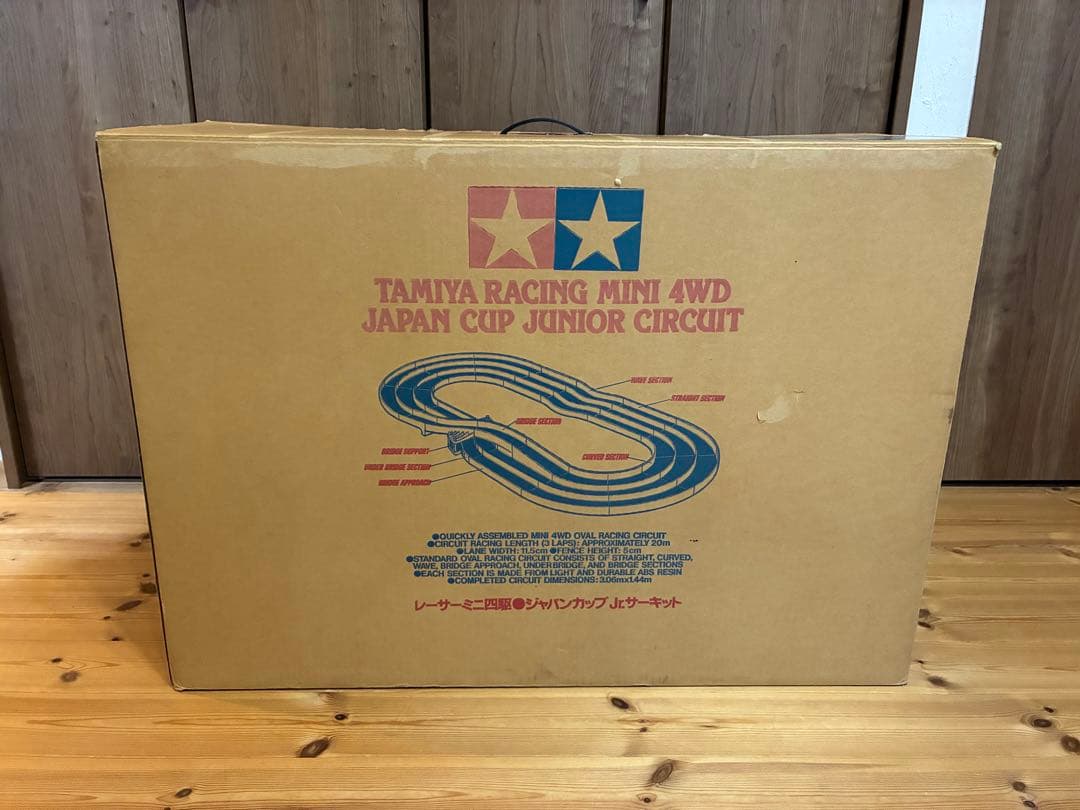 TAMIYA RACING MINI 4WD
JAPAN CUP JUNIOR CIRCUIT
WAVE SECTION
STRAIGHT SECTION
BRIDGE SECTION
BRIDGE SUPPORT
CURVED SECTION
UNDER BRIDGE SECTION
BRIDGE APPROACH
●QUICKLY ASSEMBLED MINI 4WD OVAL RACING CIRCUIT
●CIRCUIT RACING LENGTH (3 LAPS): APPROXIMATELY 20m
●LANE WIDTH: 11.5cm ●FENCE HEIGHT: 5cm
●STANDARD OVAL RACING CIRCUIT CONSISTS OF STRAIGHT, CURVED,
WAVE, BRIDGE APPROACH, UNDERBRIDGE, AND BRIDGE SECTIONS
●EACH SECTION IS MADE FROM LIGHT AND DURABLE ABS RESIN
●COMPLETED CIRCUIT DIMENSIONS: 3.06m×1.44m
レーサーミニ四駆●ジャパンカップ Jr.サーキット